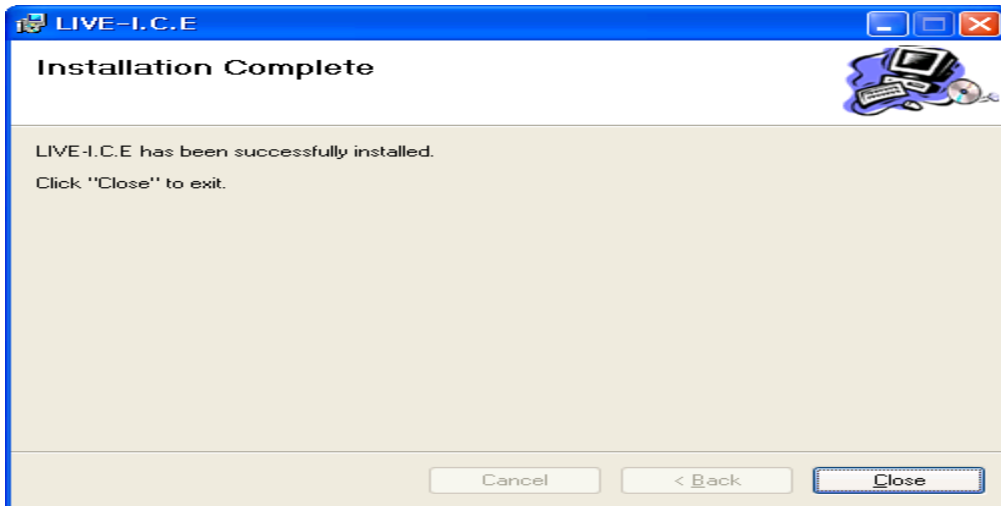 LIVE-I.C.E
Installation Complete
LIVE-I.C.E has been successfully installed.
Click "Close" to exit.
Cancel
< Back
Close